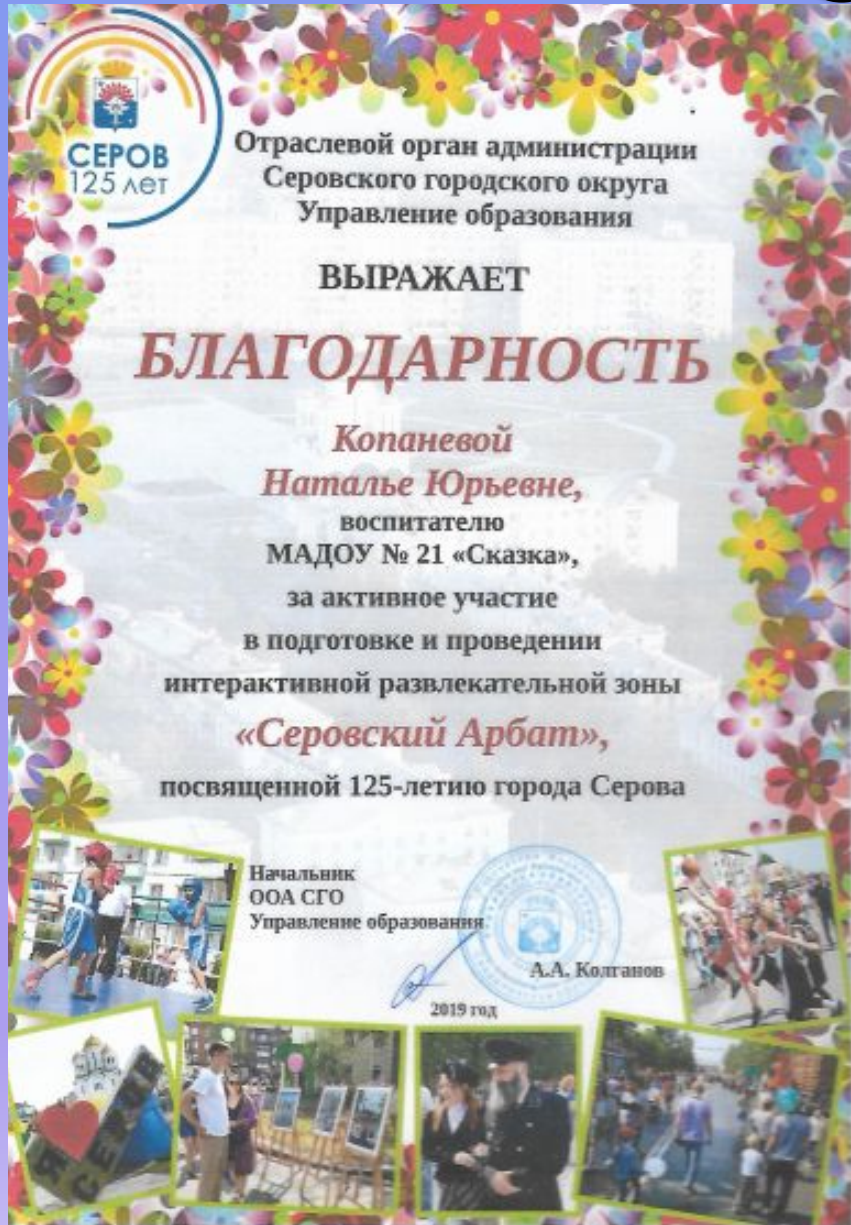 СЕРОВ
125 лет
Отраслевой орган администрации
Серовского городского округа
Управление образования
ВЫРАЖАЕТ
БЛАГОДАРНОСТЬ
Копаневой
Наталье Юрьевне,
воспитателю
МАДОУ № 21 «Сказка»,
за активное участие
в подготовке и проведении
интерактивной развлекательной зоны
«Серовский Арбат»,
посвященной 125-летию города Серова
Начальник
ООА СГО
Управление образования
А.А. Колганов
2019 год
Я
СЕРОВ